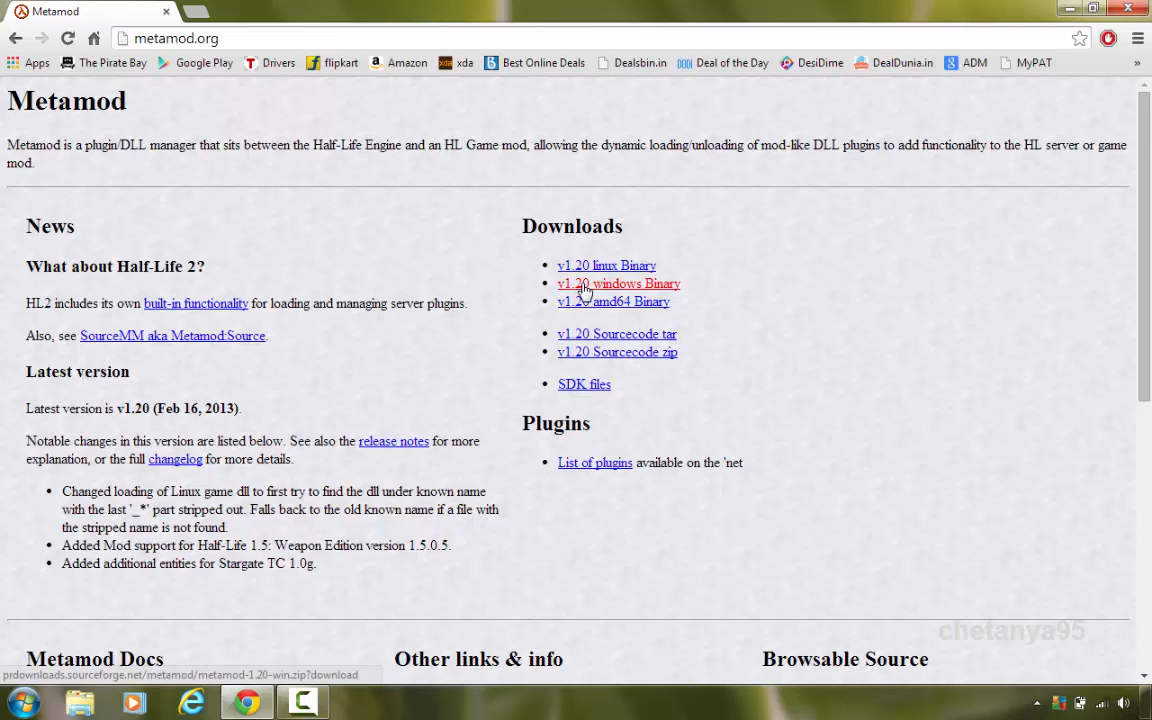 Metamod
metamod.org
Apps The Pirate Bay Google Play Drivers flipkart Amazon xda Best Online Deals Dealsbin.in Deal of the Day DesiDime DealDunia.in ADM MyPAT »
Metamod
Metamod is a plugin/DLL manager that sits between the Half-Life Engine and an HL Game mod, allowing the dynamic loading/unloading of mod-like DLL plugins to add functionality to the HL server or game
mod.
News
What about Half-Life 2?
HL2 includes its own built-in functionality for loading and managing server plugins.
Also, see SourceMM aka Metamod:Source.
Latest version
Latest version is v1.20 (Feb 16, 2013).
Notable changes in this version are listed below. See also the release notes for more
explanation, or the full changelog for more details.
• Changed loading of Linux game dll to first try to find the dll under known name
with the last '_*' part stripped out. Falls back to the old known name if a file with
the stripped name is not found.
• Added Mod support for Half-Life 1.5: Weapon Edition version 1.5.0.5.
• Added additional entities for Stargate TC 1.0g.
Downloads
• v1.20 linux Binary
• v1.20 windows Binary
• v1.20 amd64 Binary
• v1.20 Sourcecode tar
• v1.20 Sourcecode zip
• SDK files
Plugins
• List of plugins available on the 'net
chetanya95
Metamod Docs
Other links & info
Browsable Source
prdownloads.sourceforge.net/metamod/metamod-1.20-win.zip?download